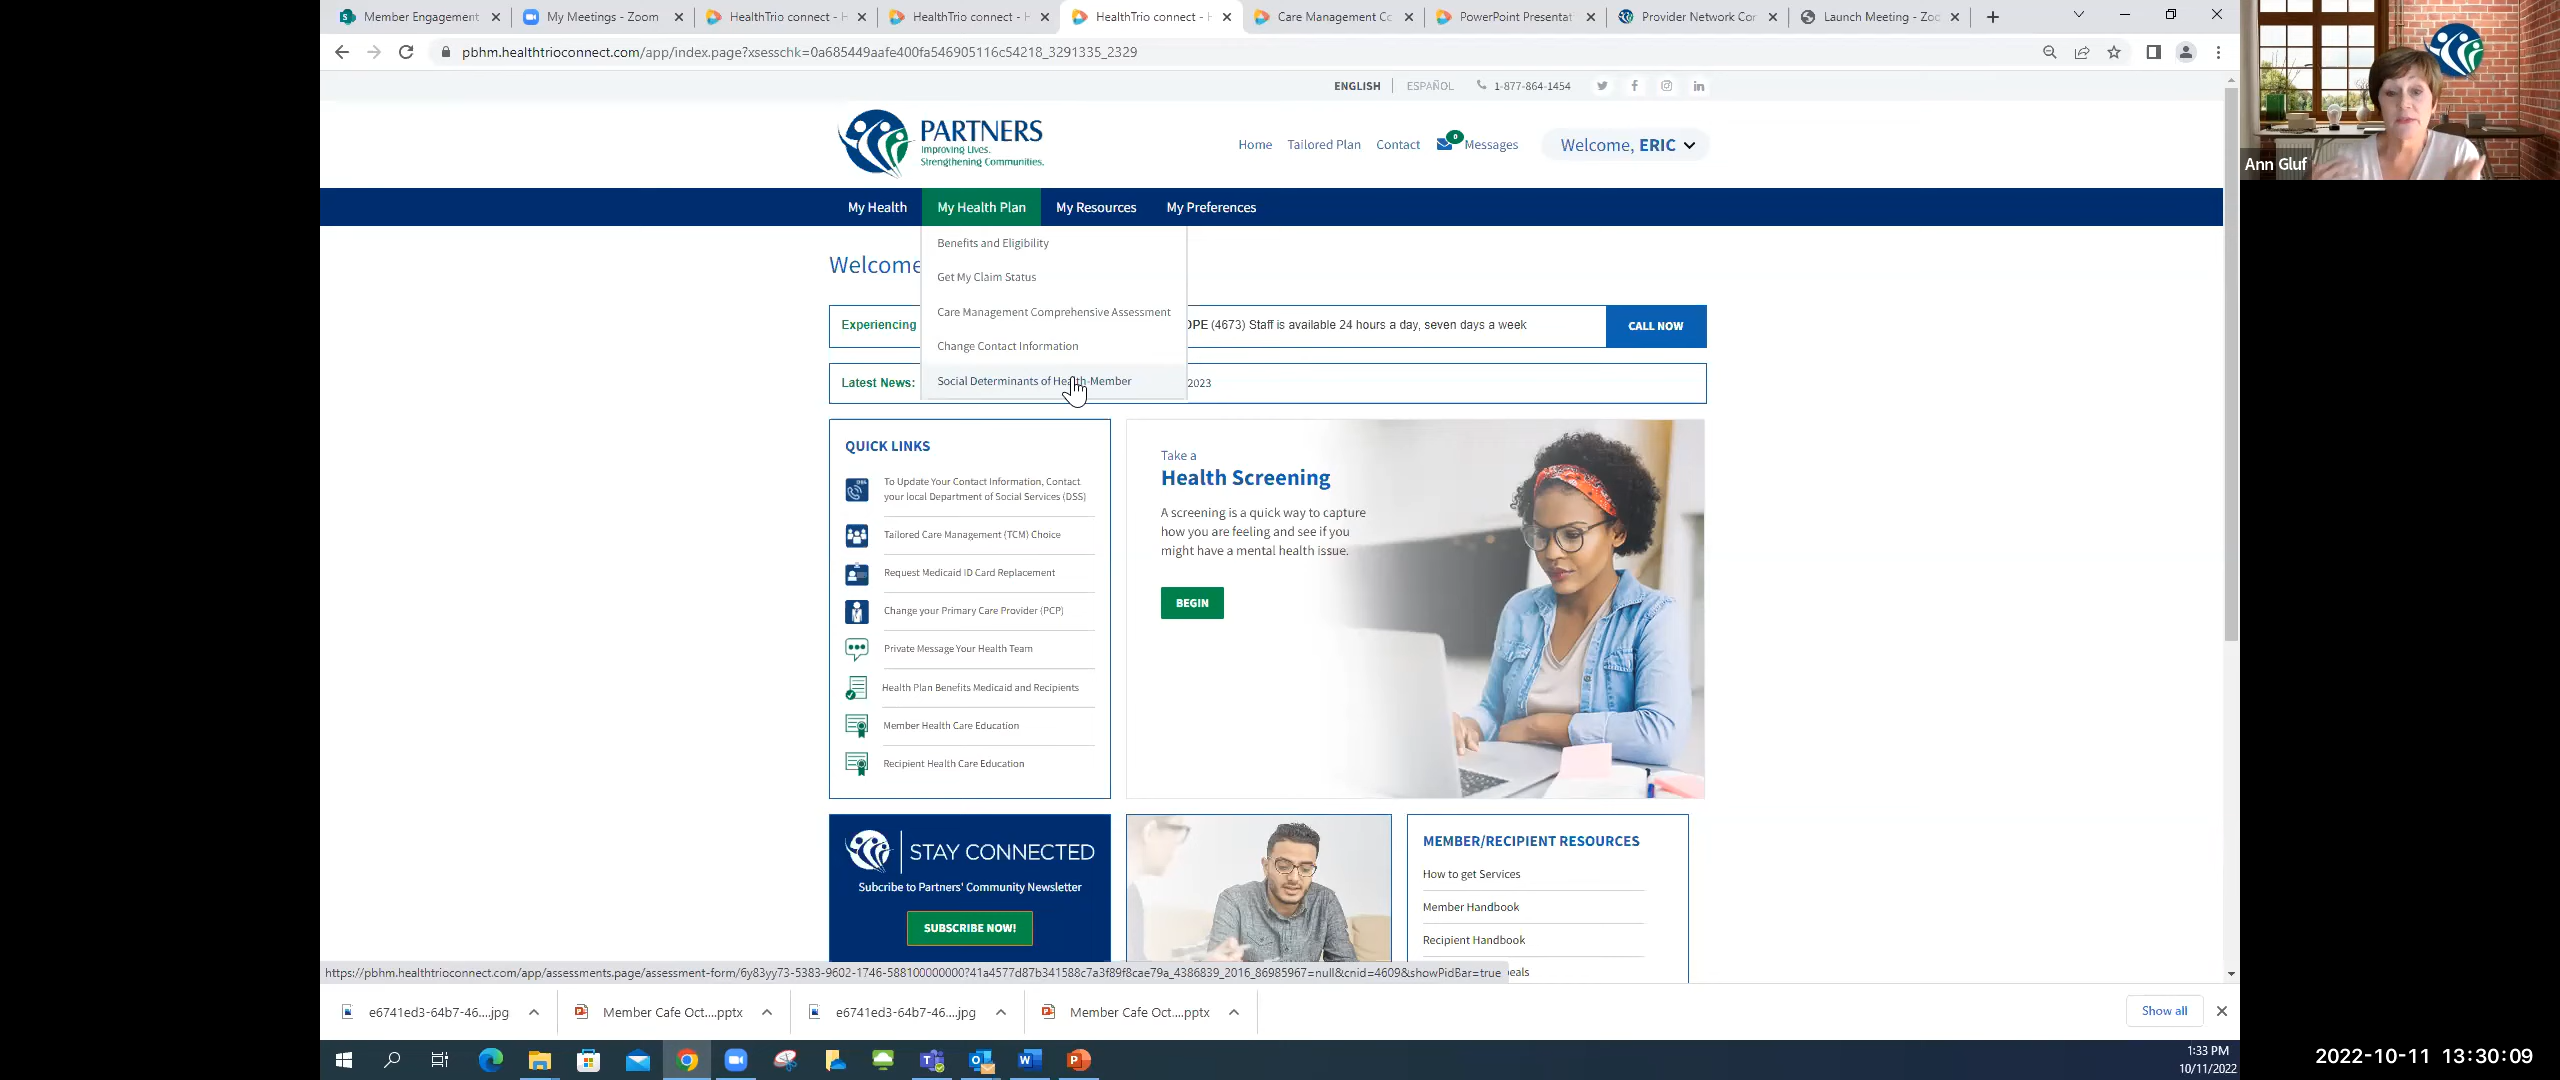 Member Engagement
My Meetings - Zoom
HealthTrio connect - H
HealthTrio connect - H
HealthTrio connect - H
Care Management Co
PowerPoint Presentat
Provider Network Cor
Launch Meeting - Zoo
pbhm.healthtrioconnect.com/app/index.page?xsesschk=0a685449aafe400fa546905116c54218_3291335_2329
ENGLISH
ESPAÑOL
1-877-864-1454
PARTNERS
Improving Lives.
Strengthening Communities.
Home
Tailored Plan
Contact
0
Messages
Welcome, ERIC
Ann Gluf
My Health
My Health Plan
My Resources
My Preferences
Benefits and Eligibility
Get My Claim Status
Care Management Comprehensive Assessment
Change Contact Information
Social Determinants of Health-Member
Welcome
Experiencing
OPE (4673) Staff is available 24 hours a day, seven days a week
CALL NOW
Latest News:
2023
QUICK LINKS
To Update Your Contact Information, Contact
your local Department of Social Services (DSS)
Tailored Care Management (TCM) Choice
Request Medicaid ID Card Replacement
Change your Primary Care Provider (PCP)
Private Message Your Health Team
Health Plan Benefits Medicaid and Recipients
Member Health Care Education
Recipient Health Care Education
Take a
Health Screening
A screening is a quick way to capture
how you are feeling and see if you
might have a mental health issue.
BEGIN
STAY CONNECTED
Subcribe to Partners' Community Newsletter
SUBSCRIBE NOW!
MEMBER/RECIPIENT RESOURCES
How to get Services
Member Handbook
Recipient Handbook
peals
https://pbhm.healthtrioconnect.com/app/assessments.page/assessment-form/6y83yy73-5383-9602-1746-588100000000?41a4577d87b341588c7a3f89f8cae79a_4386839_2016_86985967=null&cnid=4609&showPidBar=true
e6741ed3-64b7-46....jpg
Member Cafe Oct....pptx
e6741ed3-64b7-46....jpg
Member Cafe Oct....pptx
Show all
1:33 PM
10/11/2022
2022-10-11 13:30:09